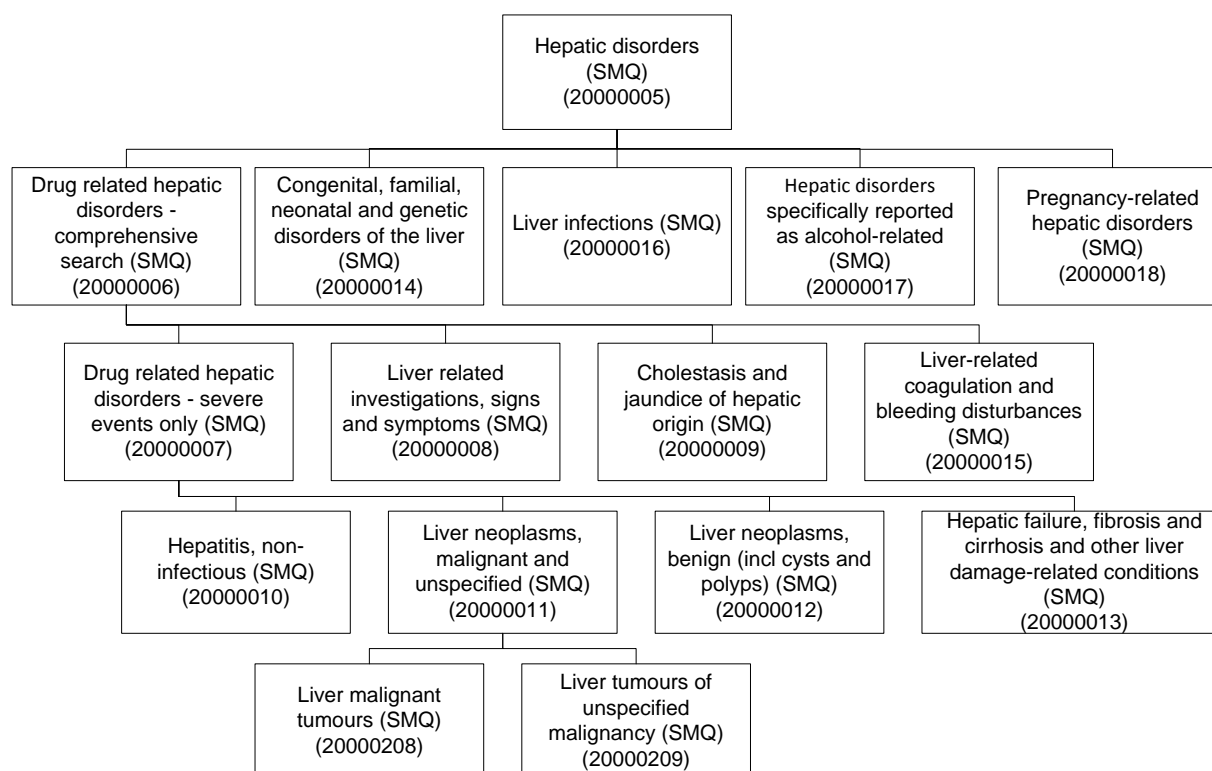 Hepatic disorders
(SMQ)
(20000005)
Drug related hepatic
disorders -
comprehensive
search (SMQ)
(20000006)
Congenital, familial,
neonatal and genetic
disorders of the liver
(SMQ)
(20000014)
Liver infections (SMQ)
(20000016)
Hepatic disorders
specifically reported
as alcohol-related
(SMQ)
(20000017)
Pregnancy-related
hepatic disorders
(SMQ)
(20000018)
Drug related hepatic
disorders - severe
events only (SMQ)
(20000007)
Liver related
investigations, signs
and symptoms (SMQ)
(20000008)
Cholestasis and
jaundice of hepatic
origin (SMQ)
(20000009)
Liver-related
coagulation and
bleeding disturbances
(SMQ)
(20000015)
Hepatitis, non-
infectious (SMQ)
(20000010)
Liver neoplasms,
malignant and
unspecified (SMQ)
(20000011)
Liver neoplasms,
benign (incl cysts and
polyps) (SMQ)
(20000012)
Hepatic failure, fibrosis and
cirrhosis and other liver
damage-related conditions
(SMQ)
(20000013)
Liver malignant
tumours (SMQ)
(20000208)
Liver tumours of
unspecified
malignancy (SMQ)
(20000209)